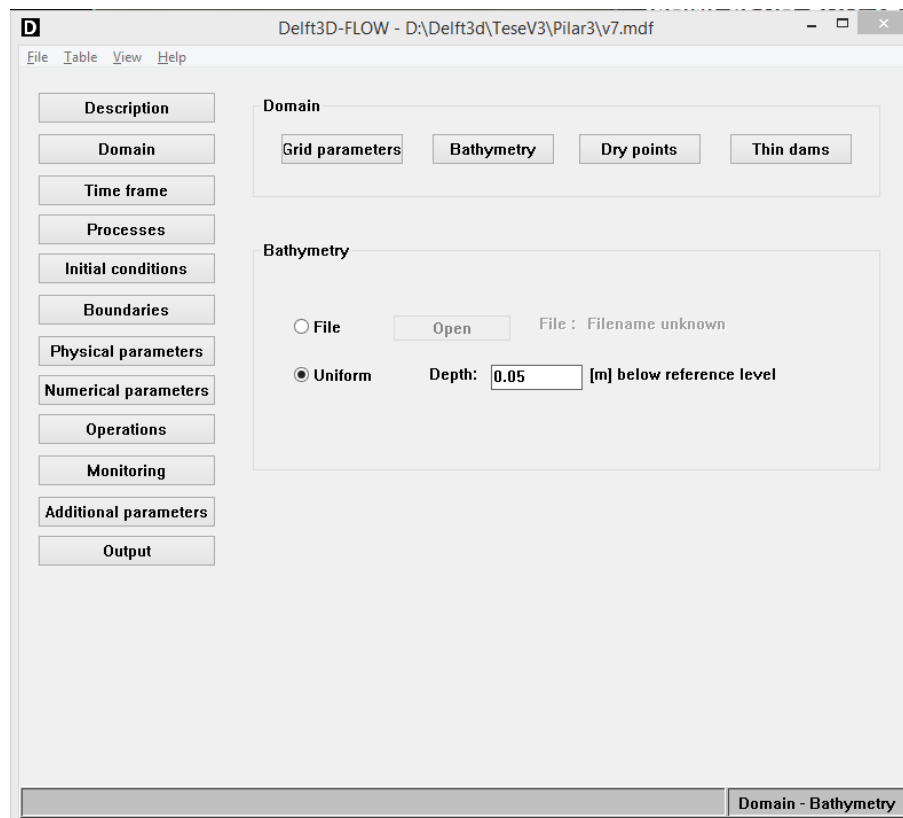 D Delft3D-FLOW - D:\Delft3d\TeseV3\Pilar3\v7.mdf
File Table View Help
Description
Domain
Time frame
Processes
Initial conditions
Boundaries
Physical parameters
Numerical parameters
Operations
Monitoring
Additional parameters
Output
Domain
Grid parameters Bathymetry Dry points Thin dams
Bathymetry
File Open File : Filename unknown
Uniform Depth: 0.05 [m] below reference level
Domain - Bathymetry